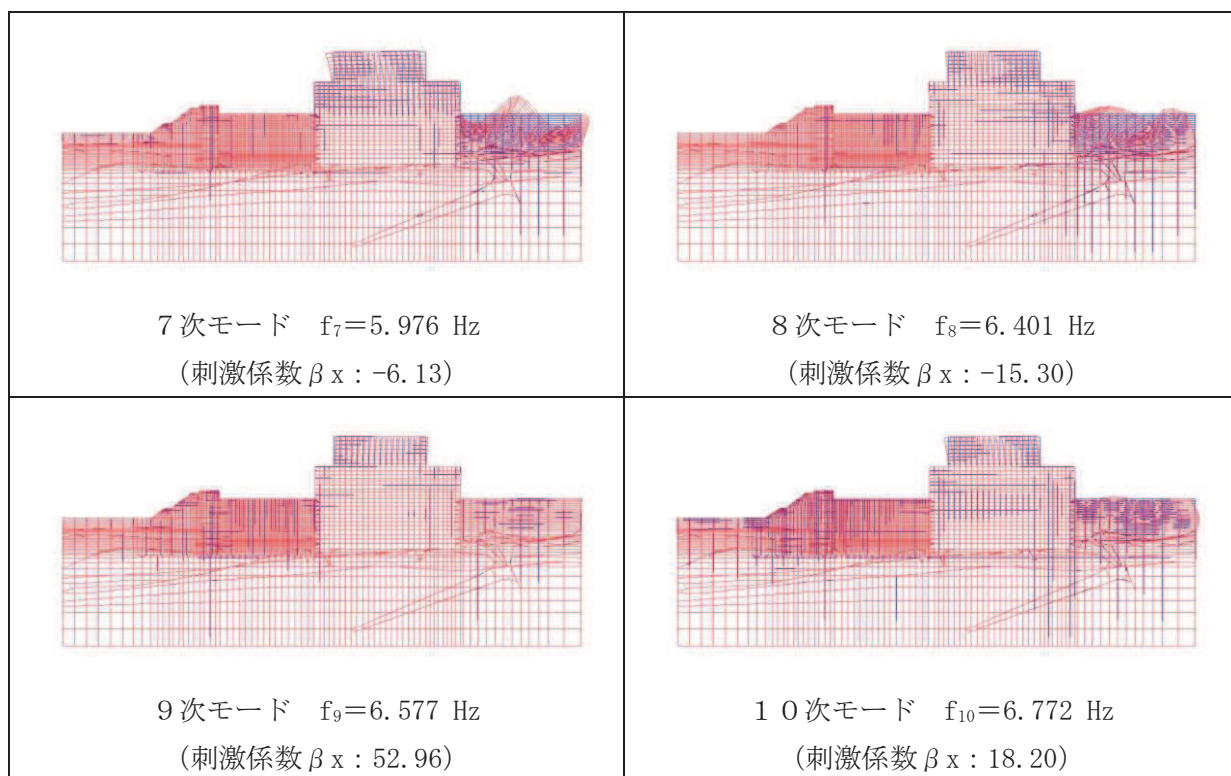 7次モード f₇=5.976 Hz
(刺激係数βx:-6.13)
8次モード f₈=6.401 Hz
(刺激係数βx:-15.30)
9次モード f₉=6.577 Hz
(刺激係数βx:52.96)
10次モード f₁₀=6.772 Hz
(刺激係数βx:18.20)